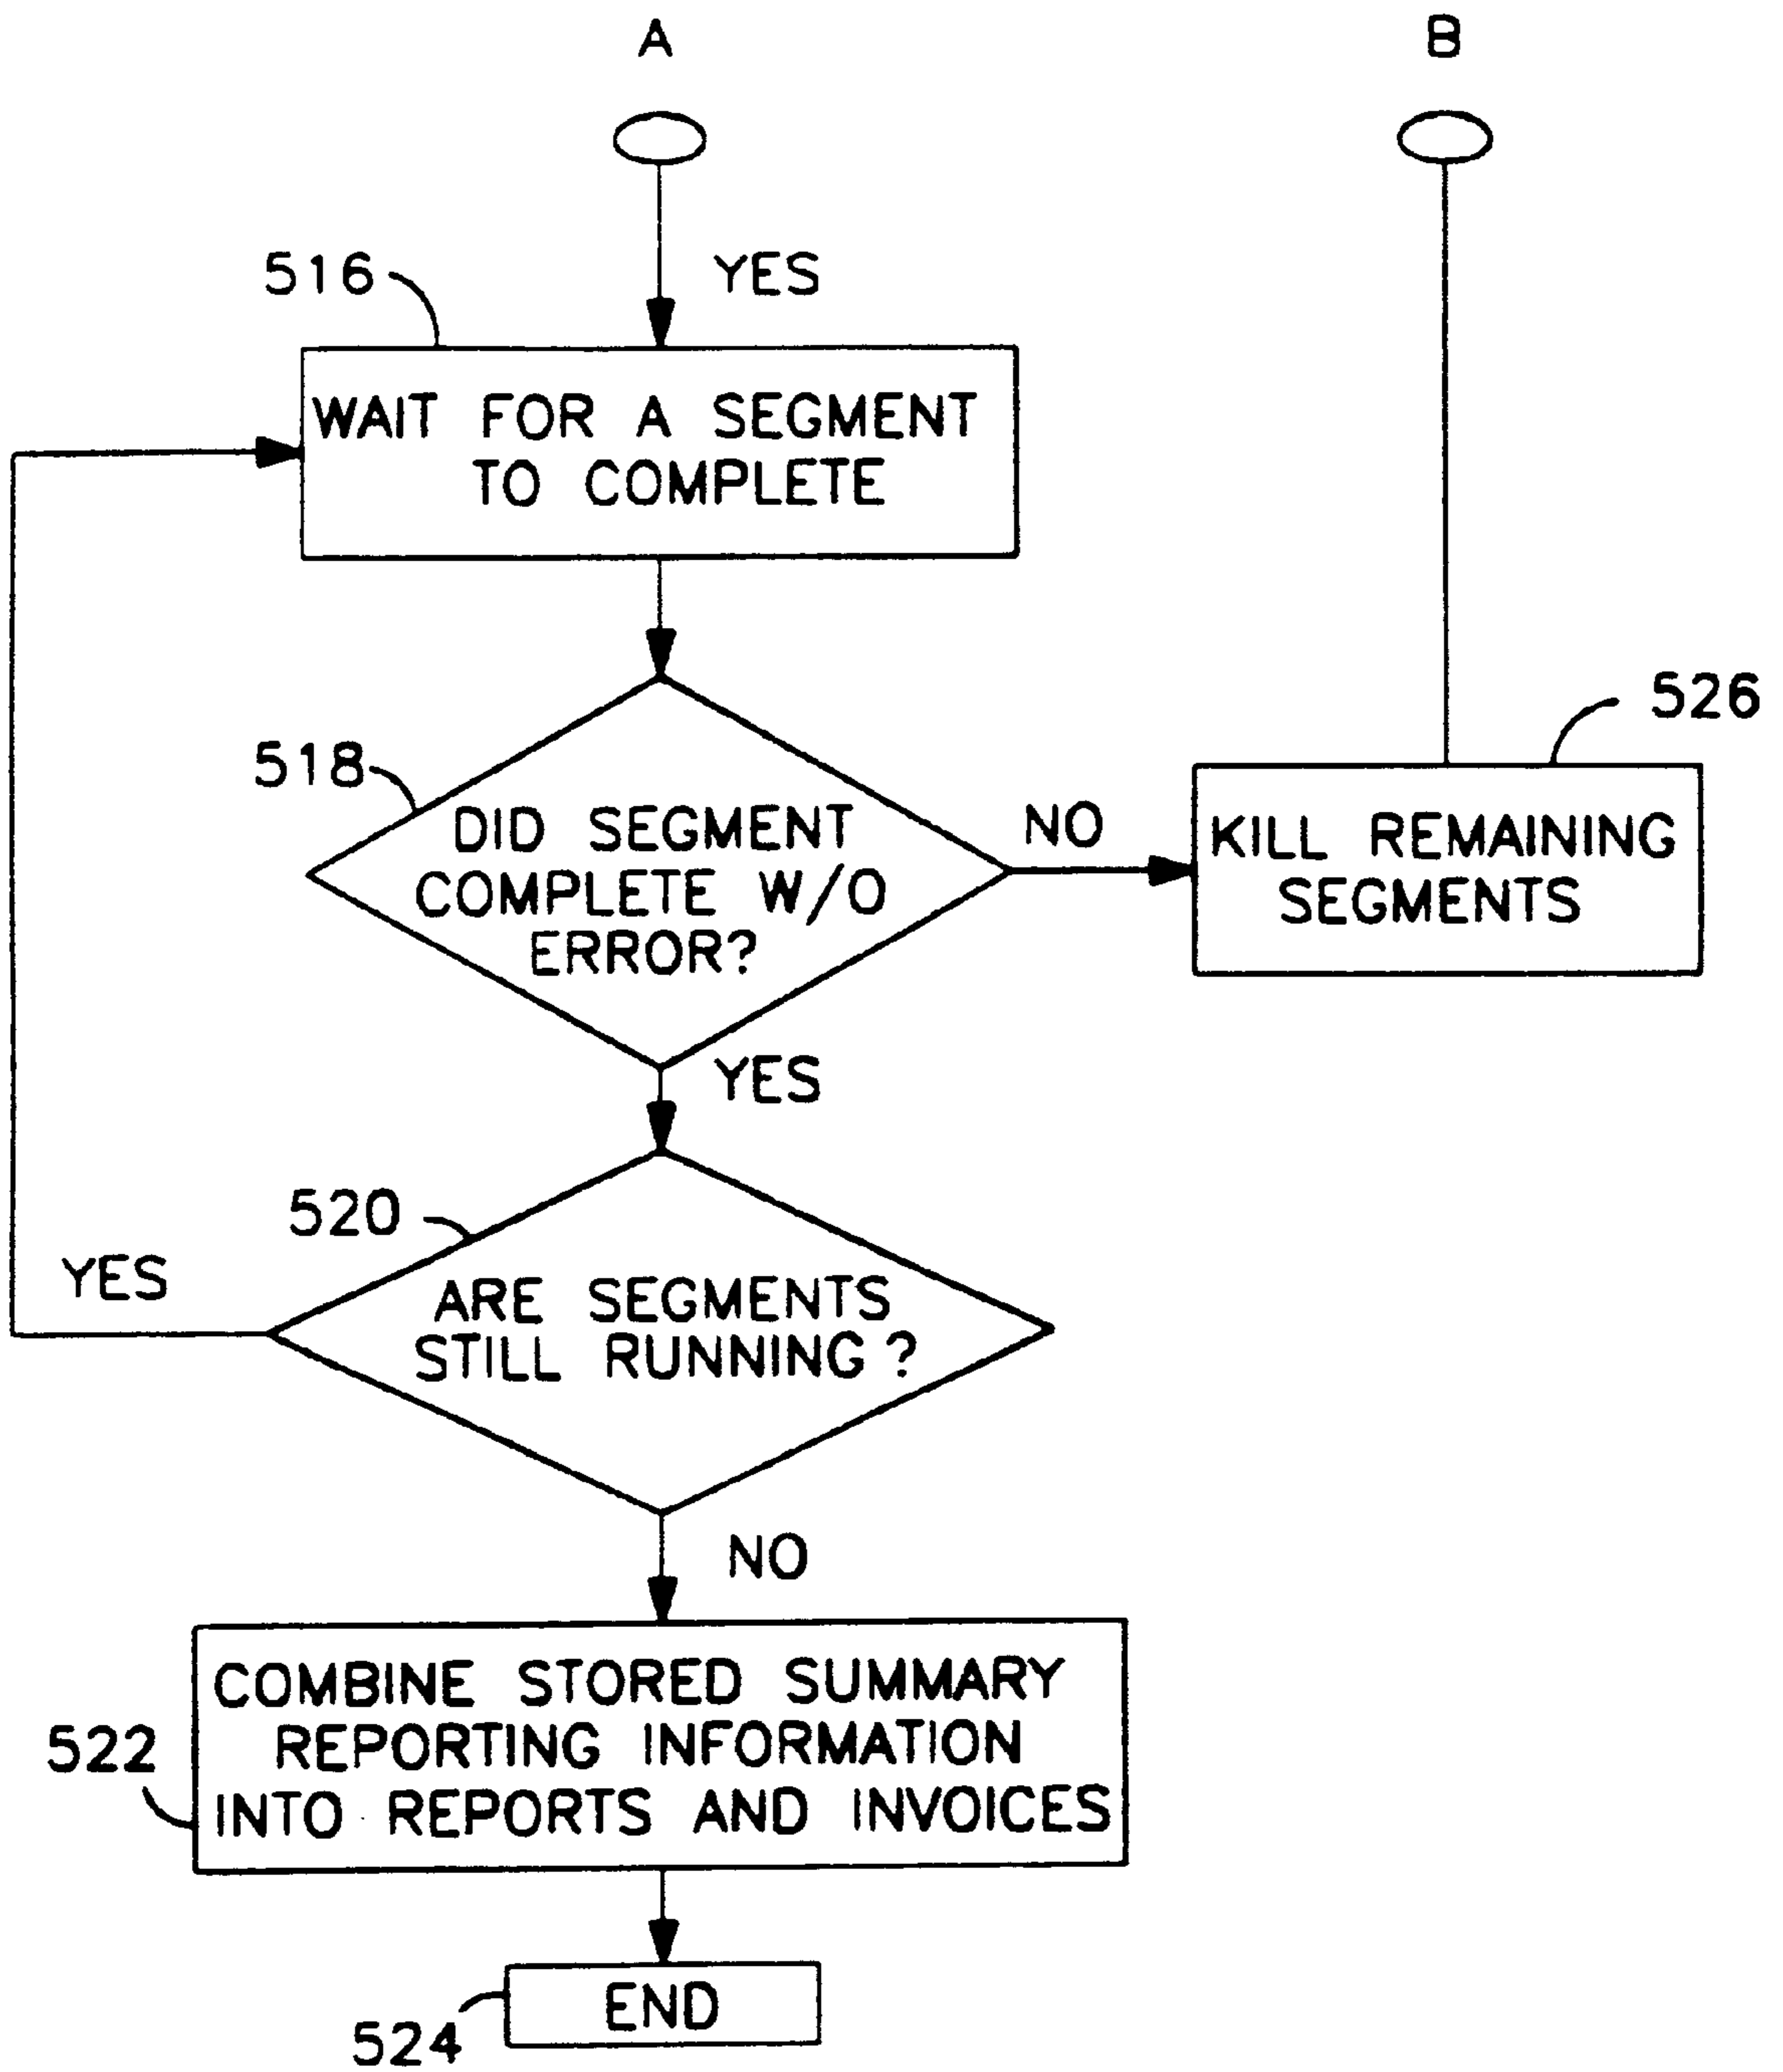 A
B
YES
516
WAIT FOR A SEGMENT
TO COMPLETE
526
518
DID SEGMENT
COMPLETE W/O
ERROR?
NO
KILL REMAINING
SEGMENTS
YES
520
YES
ARE SEGMENTS
STILL RUNNING?
NO
COMBINE STORED SUMMARY
REPORTING INFORMATION
INTO REPORTS AND INVOICES
522
END
524